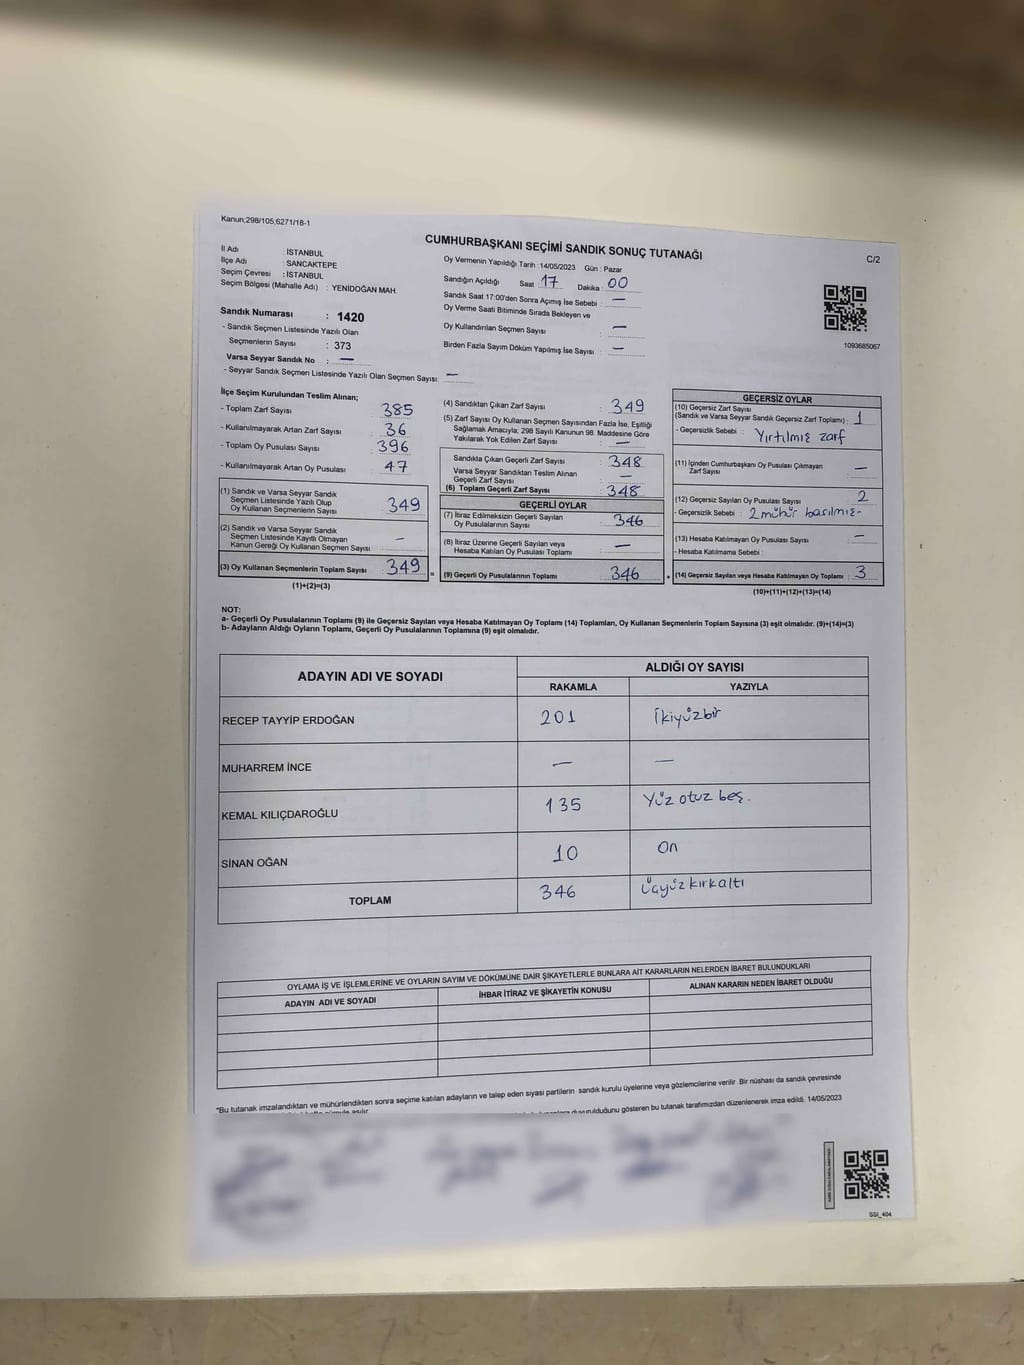 Kanun,298/105,6271/18-1
CUMHURBAŞKANI SEÇİMİ SANDIK SONUÇ TUTANAĞI
C/2
İl Adı : İSTANBUL
İlçe Adı : SANCAKTEPE
Seçim Çevresi : İSTANBUL
Seçim Bölgesi (Mahalle Adı) : YENİDOĞAN MAH.
Sandık Numarası : 1420
- Sandık Seçmen Listesinde Yazılı Olan
Seçmenlerin Sayısı : 373
Varsa Seyyar Sandık No : —
- Seyyar Sandık Seçmen Listesinde Yazılı Olan Seçmen Sayısı: —
Oy Vermenin Yapıldığı Tarih :14/05/2023 Gün : Pazar
Sandığın Açıldığı Saat 17 Dakika : 00
Sandık Saat 17:00'den Sonra Açımış İse Sebebi : —
Oy Verme Saati Bitiminde Sırada Bekleyen ve
Oy Kullandırılan Seçmen Sayısı : —
Birden Fazla Sayım Döküm Yapılmış İse Sayısı : —
1093685067
İlçe Seçim Kurulundan Teslim Alınan;
- Toplam Zarf Sayısı : 385
- Kullanılmayarak Artan Zarf Sayısı : 36
- Toplam Oy Pusulası Sayısı : 396
- Kullanılmayarak Artan Oy Pusulası : 47
(1) Sandık ve Varsa Seyyar Sandık
Seçmen Listesinde Yazılı Olup
Oy Kullanan Seçmenlerin Sayısı : 349
(2) Sandık ve Varsa Seyyar Sandık
Seçmen Listesinde Kayıtlı Olmayan
Kanun Gereği Oy Kullanan Seçmen Sayısı : —
(3) Oy Kullanan Seçmenlerin Toplam Sayısı : 349
(1)+(2)=(3)
(4) Sandıktan Çıkan Zarf Sayısı : 349
(5) Zarf Sayısı Oy Kullanan Seçmen Sayısından Fazla İse, Eşitliği
Sağlamak Amacıyla; 298 Sayılı Kanunun 98. Maddesine Göre
Yakılarak Yok Edilen Zarf Sayısı : —
Sandıkta Çıkan Geçerli Zarf Sayısı : 348
Varsa Seyyar Sandıktan Teslim Alınan
Geçerli Zarf Sayısı : —
(6) Toplam Geçerli Zarf Sayısı : 348
GEÇERLİ OYLAR
(7) İtiraz Edilmeksizin Geçerli Sayılan
Oy Pusulalarının Sayısı : 346
(8) İtiraz Üzerine Geçerli Sayılan veya
Hesaba Katılan Oy Pusulası Toplamı : —
= (9) Geçerli Oy Pusulalarının Toplamı : 346
GEÇERSİZ OYLAR
(10) Geçersiz Zarf Sayısı
(Sandık ve Varsa Seyyar Sandık Geçersiz Zarf Toplamı) : 1
- Geçersizlik Sebebi : Yırtılmış zarf
(11) İçinden Cumhurbaşkanı Oy Pusulası Çıkmayan
Zarf Sayısı : —
(12) Geçersiz Sayılan Oy Pusulası Sayısı : 2
- Geçersizlik Sebebi : 2 mühür basılmış-
(13) Hesaba Katılmayan Oy Pusulası Sayısı : —
- Hesaba Katılmama Sebebi :
+ (14) Geçersiz Sayılan veya Hesaba Katılmayan Oy Toplamı : 3
(10)+(11)+(12)+(13)=(14)
NOT:
a- Geçerli Oy Pusulalarının Toplamı (9) ile Geçersiz Sayılan veya Hesaba Katılmayan Oy Toplamı (14) Toplamları, Oy Kullanan Seçmenlerin Toplam Sayısına (3) eşit olmalıdır. (9)+(14)=(3)
b- Adayların Aldığı Oyların Toplamı, Geçerli Oy Pusulalarının Toplamına (9) eşit olmalıdır.
ADAYIN ADI VE SOYADI
ALDIĞI OY SAYISI
RAKAMLA YAZIYLA
RECEP TAYYİP ERDOĞAN 201 İkiyüzbir
MUHARREM İNCE — —
KEMAL KILIÇDAROĞLU 135 Yüz otuz beş.
SİNAN OĞAN 10 On
TOPLAM 346 Üçyüz kırkaltı
OYLAMA İŞ VE İŞLEMLERİNE VE OYLARIN SAYIM VE DÖKÜMÜNE DAİR ŞİKAYETLERLE BUNLARA AİT KARARLARIN NELERDEN İBARET BULUNDUKLARI
ADAYIN ADI VE SOYADI İHBAR İTİRAZ VE ŞİKAYETİN KONUSU ALINAN KARARIN NEDEN İBARET OLDUĞU
"Bu tutanak imzalandıktan ve mühürlendikten sonra seçime katılan adayların ve talep eden siyasi partilerin sandık kurulu üyelerine veya gözlemcilerine verilir. Bir nüshası da sandık çevresinde
duyurulduğunu gösteren bu tutanak tarafımızdan düzenlenerek imza edildi. 14/05/2023
SSI_404